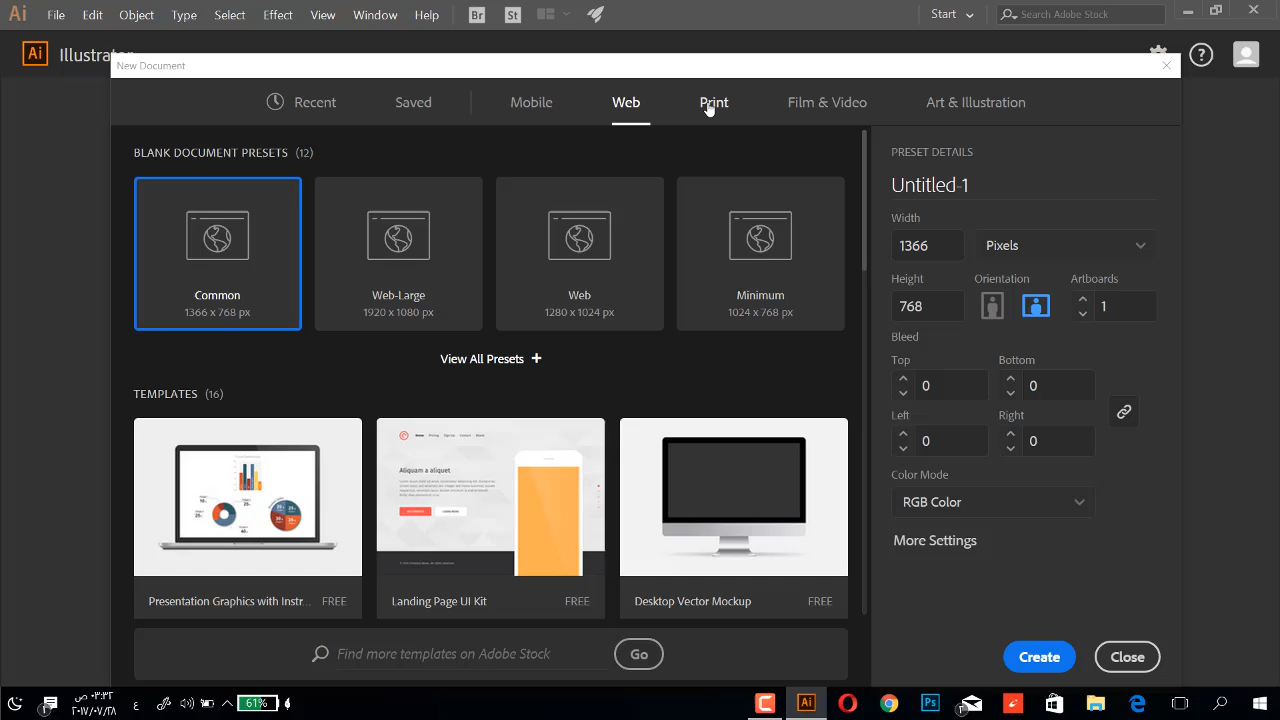 Ai File Edit Object Type Select Effect View Window Help Br St Start Search Adobe Stock
Ai Illustrator
New Document
Recent Saved Mobile Web Print Film & Video Art & Illustration
BLANK DOCUMENT PRESETS (12)
Common
1366 x 768 px
Web-Large
1920 x 1080 px
Web
1280 x 1024 px
Minimum
1024 x 768 px
View All Presets +
TEMPLATES (16)
Aliquam a aliquet
Presentation Graphics with Instr... FREE
Landing Page UI Kit FREE
Desktop Vector Mockup FREE
Find more templates on Adobe Stock Go
PRESET DETAILS
Untitled-1
Width
1366 Pixels
Height Orientation Artboards
768 1
Bleed
Top Bottom
0 0
Left Right
0 0
Color Mode
RGB Color
More Settings
Create Close
٠٣:٣٢ ص
ع 61% Ai Ps